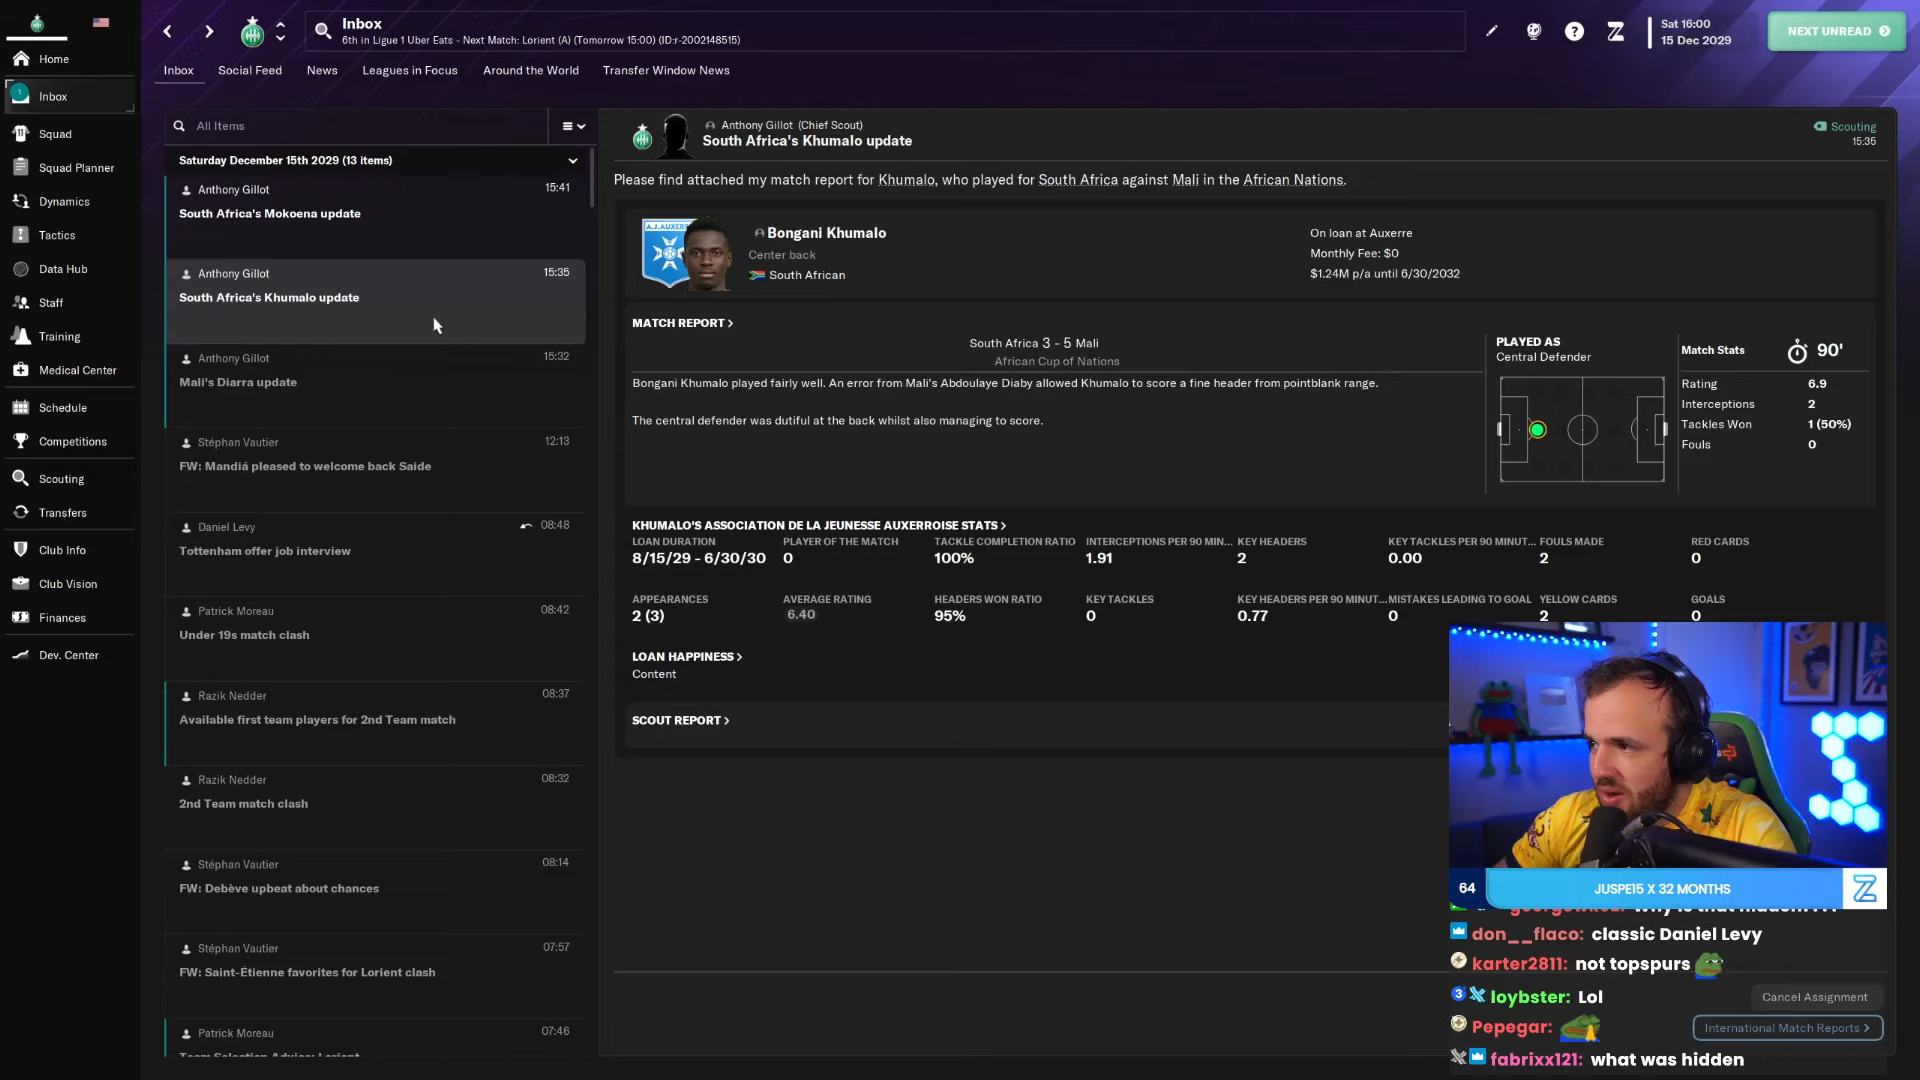 Inbox
6th in Ligue 1 Uber Eats - Next Match: Lorient (A) (Tomorrow 15:00) (ID:r-2002148515)
Sat 16:00
15 Dec 2029
NEXT UNREAD
Home
1
Inbox
Squad
Squad Planner
Dynamics
Tactics
Data Hub
Staff
Training
Medical Center
Schedule
Competitions
Scouting
Transfers
Club Info
Club Vision
Finances
Dev. Center
Inbox Social Feed News Leagues in Focus Around the World Transfer Window News
All Items
Saturday December 15th 2029 (13 items)
Anthony Gillot 15:41
South Africa's Mokoena update
Anthony Gillot 15:35
South Africa's Khumalo update
Anthony Gillot 15:32
Mali's Diarra update
Stéphan Vautier 12:13
FW: Mandiá pleased to welcome back Saide
Daniel Levy 08:48
Tottenham offer job interview
Patrick Moreau 08:42
Under 19s match clash
Razik Nedder 08:37
Available first team players for 2nd Team match
Razik Nedder 08:32
2nd Team match clash
Stéphan Vautier 08:14
FW: Debève upbeat about chances
Stéphan Vautier 07:57
FW: Saint-Étienne favorites for Lorient clash
Patrick Moreau 07:46
Team Selection Advice: Lorient
Anthony Gillot (Chief Scout)
South Africa's Khumalo update
Scouting
15:35
Please find attached my match report for Khumalo, who played for South Africa against Mali in the African Nations.
A.J. AUXERRE
Bongani Khumalo
Center back
South African
On loan at Auxerre
Monthly Fee: $0
$1.24M p/a until 6/30/2032
MATCH REPORT >
South Africa 3 - 5 Mali
African Cup of Nations
Bongani Khumalo played fairly well. An error from Mali's Abdoulaye Diaby allowed Khumalo to score a fine header from pointblank range.
The central defender was dutiful at the back whilst also managing to score.
PLAYED AS
Central Defender
Match Stats 90'
Rating 6.9
Interceptions 2
Tackles Won 1 (50%)
Fouls 0
KHUMALO'S ASSOCIATION DE LA JEUNESSE AUXERROISE STATS >
LOAN DURATION PLAYER OF THE MATCH TACKLE COMPLETION RATIO INTERCEPTIONS PER 90 MIN... KEY HEADERS KEY TACKLES PER 90 MINUT... FOULS MADE RED CARDS
8/15/29 - 6/30/30 0 100% 1.91 2 0.00 2 0
APPEARANCES AVERAGE RATING HEADERS WON RATIO KEY TACKLES KEY HEADERS PER 90 MINUT... MISTAKES LEADING TO GOAL YELLOW CARDS GOALS
2 (3) 6.40 95% 0 0.77 0 2 0
LOAN HAPPINESS >
Content
SCOUT REPORT >
64 JUSPE15 X 32 MONTHS
don__flaco: classic Daniel Levy
karter2811: not topspurs
3 loybster: Lol
Pepegar:
fabrixx121: what was hidden
Cancel Assignment
International Match Reports >